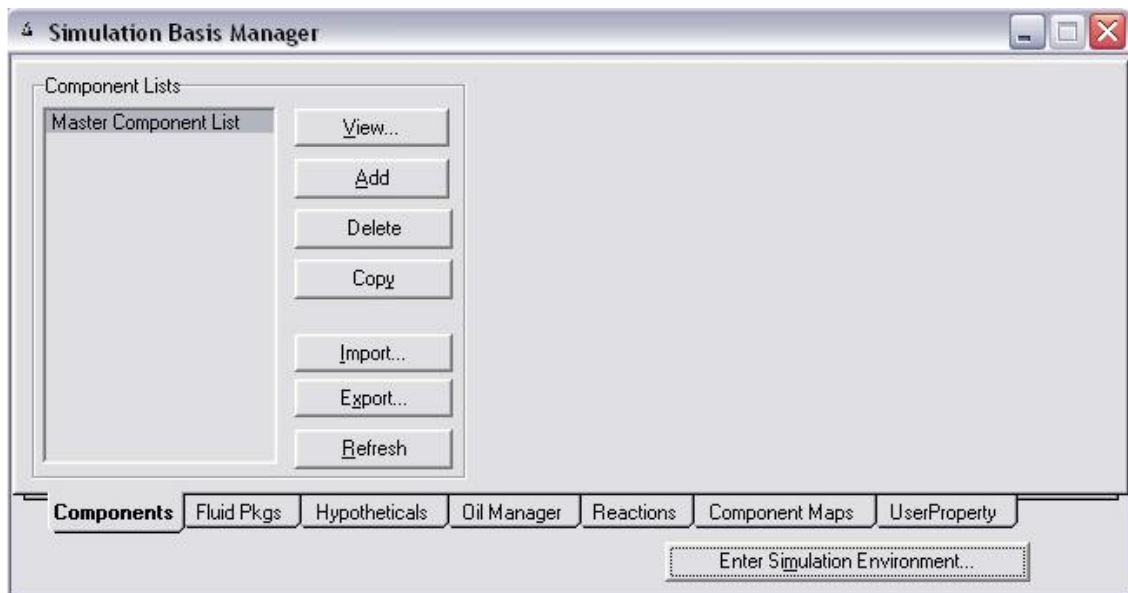 Simulation Basis Manager
Component Lists
Master Component List
View...
Add
Delete
Copy
Import...
Export...
Refresh
Components Fluid Pkgs Hypotheticals Oil Manager Reactions Component Maps UserProperty
Enter Simulation Environment...